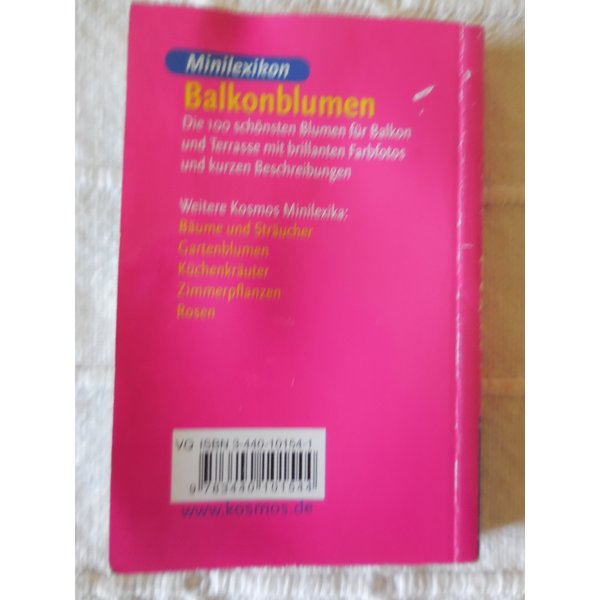 Minilexikon
Balkonblumen
Die 100 schönsten Blumen für Balkon
und Terrasse mit brillanten Farbfotos
und kurzen Beschreibungen
Weitere Kosmos Minilexika:
Bäume und Sträucher
Gartenblumen
Küchenkräuter
Zimmerpflanzen
Rosen
VG ISBN 3-440-10154-1
9 783440 101544
www.kosmos.de